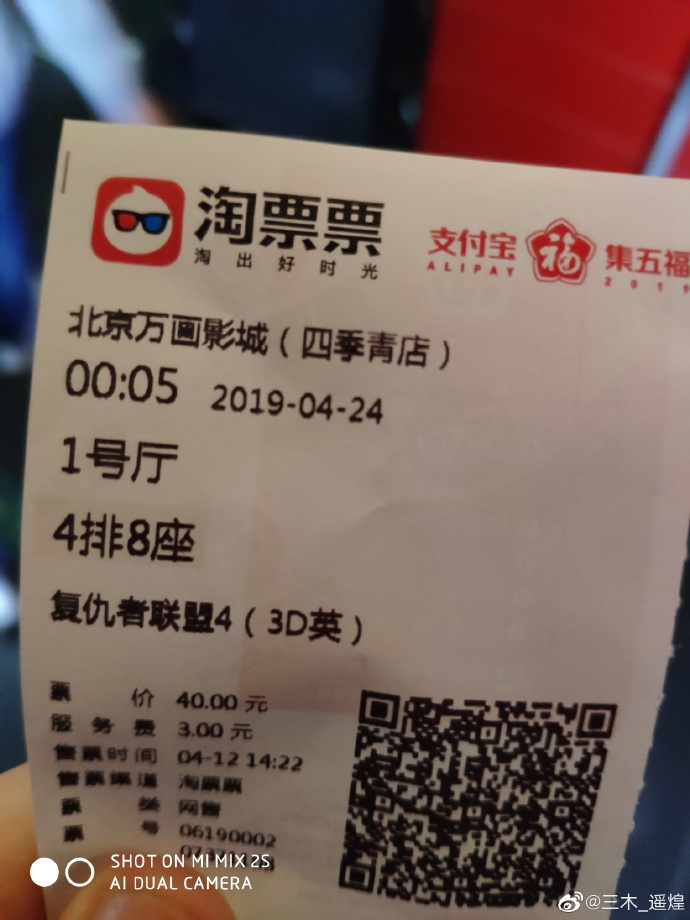 淘票票
淘出好时光
支付宝
ALIPAY
福
集五福
2019
北京万画影城（四季青店）
00:05 2019-04-24
1号厅
4排8座
复仇者联盟4（3D英）
票 价 40.00 元
服 务 费 3.00 元
售票时间 04-12 14:22
售票渠道 淘票票
票 类 网售
票 号 06190002
SHOT ON MI MIX 2S
AI DUAL CAMERA
@三木_遥煌